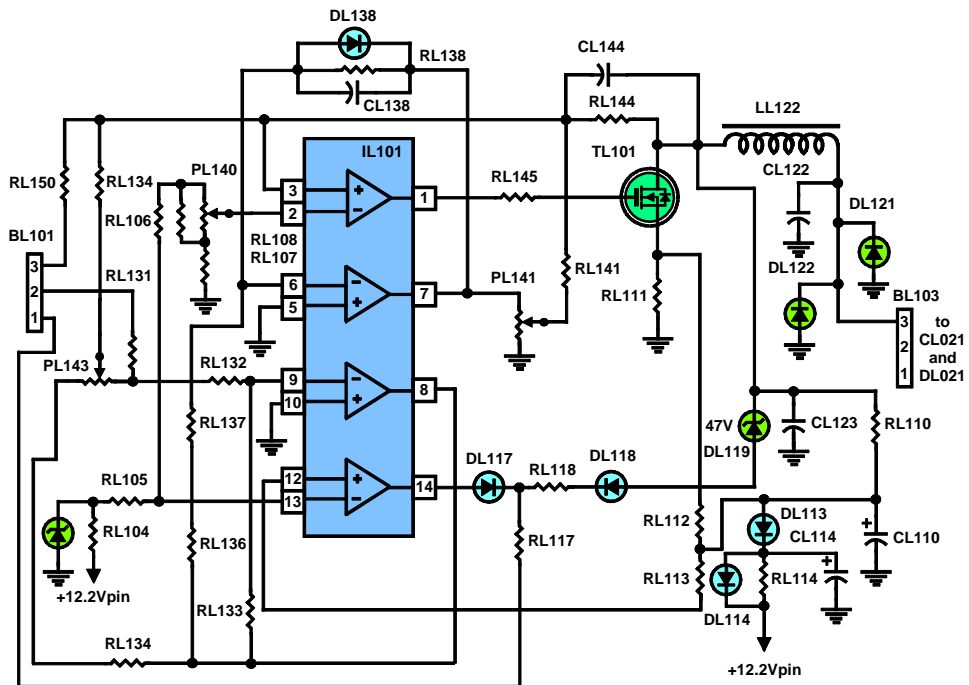 DL138
RL138
CL138
CL144
RL144
LL122
TL101
CL122
IL101
PL140
RL150
RL134
RL106
3
2
+
−
1
RL145
DL121
BL101
RL108
RL107
RL131
6
5
−
+
7
PL141
RL141
RL111
DL122
BL103
3
2
1
3
2
1
to
CL021
and
DL021
PL143
RL132
9
10
−
+
8
RL137
47V
DL119
CL123
RL110
12
13
+
−
14
DL117
RL118
DL118
RL105
RL104
RL136
RL117
RL112
DL113
CL114
+
CL110
+12.2Vpin
RL133
RL113
RL114
+
DL114
RL134
+12.2Vpin